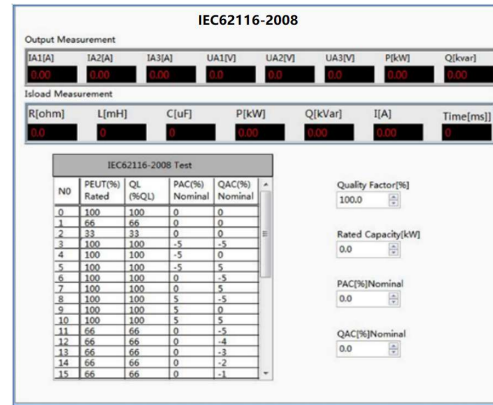 IEC62116-2008
Output Measurement
IA1[A] IA2[A] IA3[A] UA1[V] UA2[V] UA3[V] P[kW] Q[kvar]
0.00 0.00 0.00 0.00 0.00 0.00 0.00 0.00
Isload Measurement
R[ohm] L[mH] C[uF] P[kW] Q[kVar] I[A] Time[ms]]
0.0 0 0 0.00 0.00 0.00 0
IEC62116-2008 Test
N0 PEUT(%) Rated QL (%QL) PAC(%) Nominal QAC(%) Nominal
0 100 100 0 0
1 66 66 0 0
2 33 33 0 0
3 100 100 -5 -5
4 100 100 -5 0
5 100 100 -5 5
6 100 100 0 -5
7 100 100 0 5
8 100 100 5 -5
9 100 100 5 0
10 100 100 5 5
11 66 66 0 -5
12 66 66 0 -4
13 66 66 0 -3
14 66 66 0 -2
15 66 66 0 -1
Quality Factor[%]
100.0
Rated Capacity[kW]
0.0
PAC[%]Nominal
0.0
QAC[%]Nominal
0.0